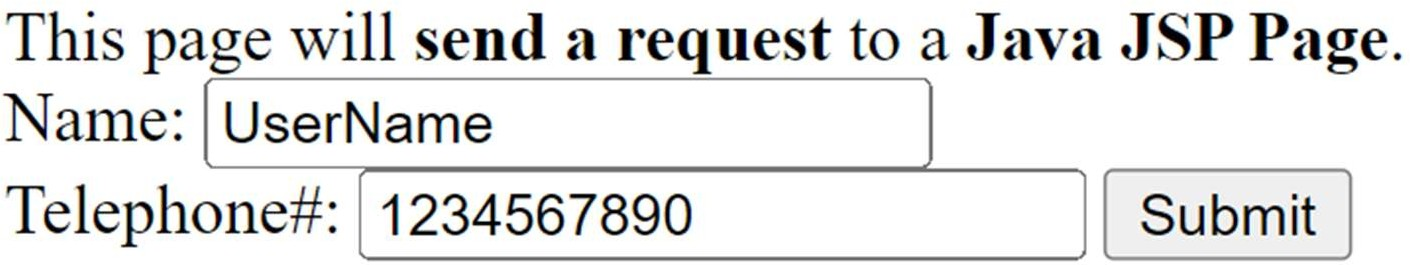 This page will send a request to a Java JSP Page.
Name: UserName
Telephone#: 1234567890 Submit